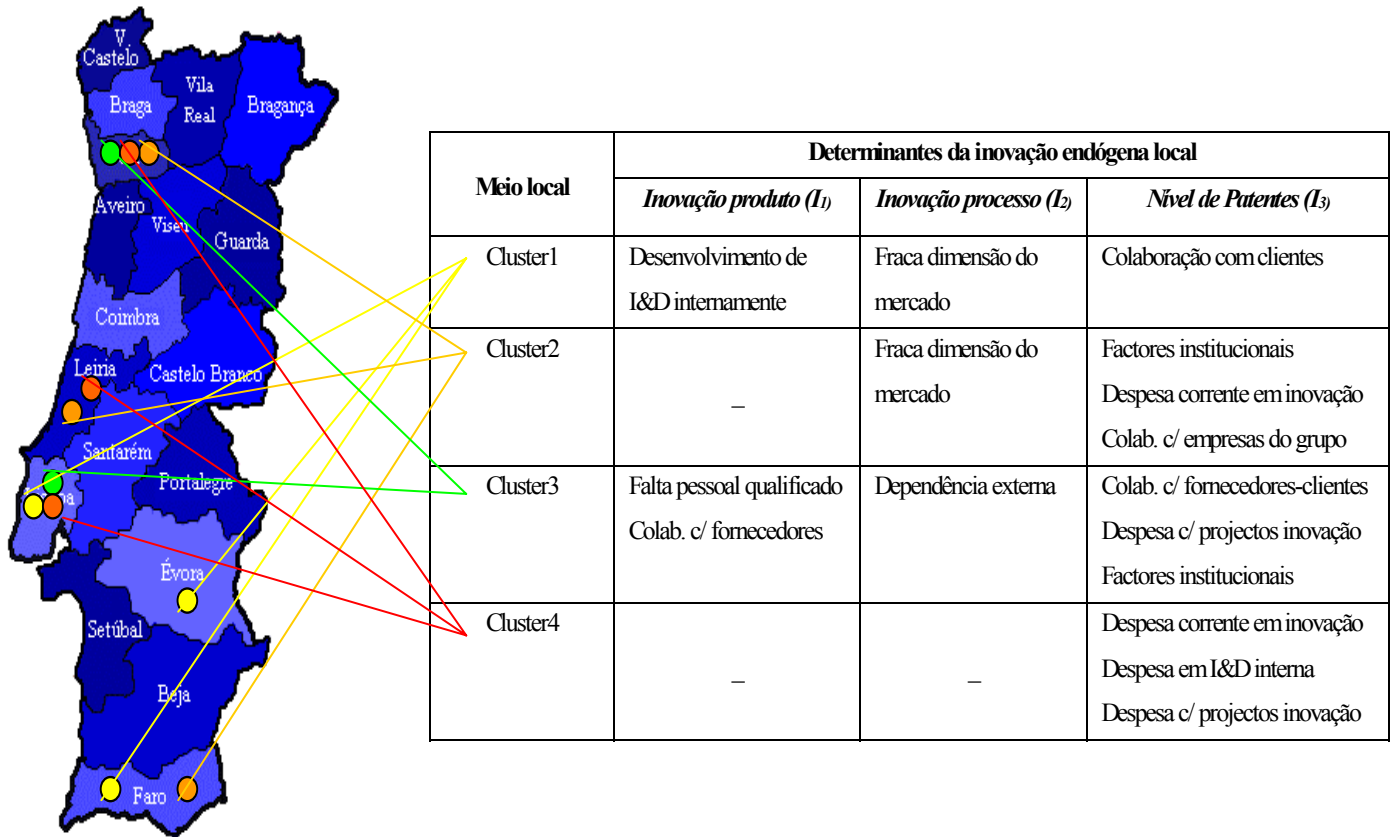 V.
Castelo
Braga
Vila
Real
Bragança
Aveiro
Viseu
Guarda
Coimbra
Leiria
Castelo Branco
Santarém
Portalegre
Évora
Setúbal
Beja
Faro
Meio local
Determinantes da inovação endógena local
Inovação produto (I1)
Inovação processo (I2)
Nível de Patentes (I3)
Cluster1
Desenvolvimento de
I&D internamente
Fraca dimensão do
mercado
Colaboração com clientes
Cluster2
–
Fraca dimensão do
mercado
Factores institucionais
Despesa corrente em inovação
Colab. c/ empresas do grupo
Cluster3
Falta pessoal qualificado
Colab. c/ fornecedores
Dependência externa
Colab. c/ fornecedores-clientes
Despesa c/ projectos inovação
Factores institucionais
Cluster4
–
–
Despesa corrente em inovação
Despesa em I&D interna
Despesa c/ projectos inovação